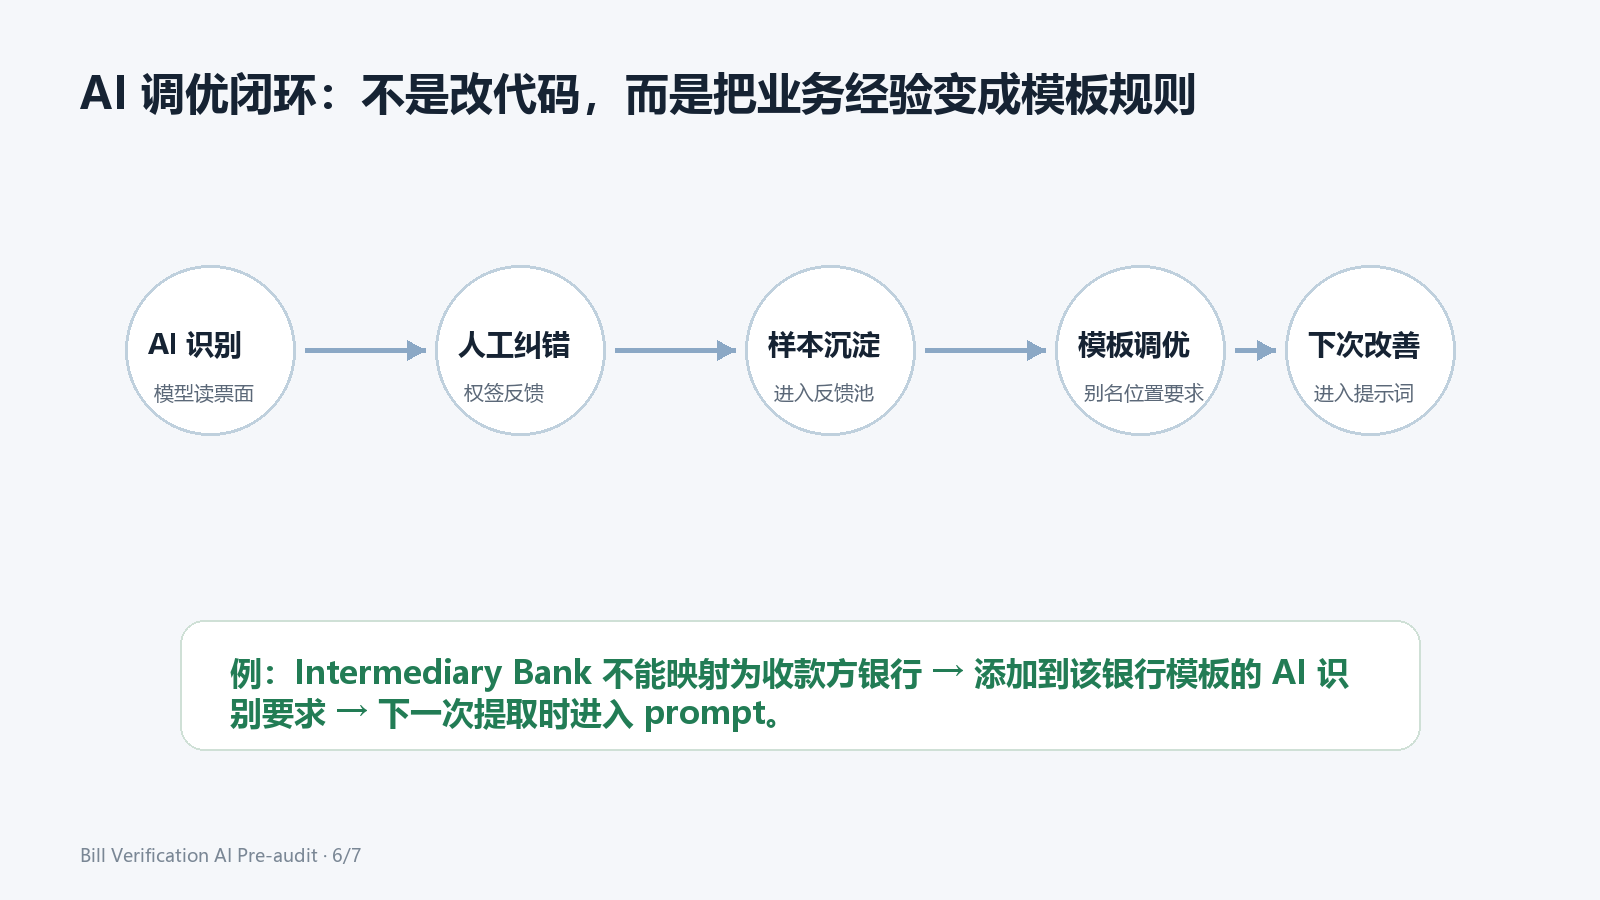 AI 调优闭环：不是改代码，而是把业务经验变成模板规则
AI 识别
模型读票面
人工纠错
权签反馈
样本沉淀
进入反馈池
模板调优
别名位置要求
下次改善
进入提示词
例：Intermediary Bank 不能映射为收款方银行 → 添加到该银行模板的 AI 识
别要求 → 下一次提取时进入 prompt。
Bill Verification AI Pre-audit · 6/7